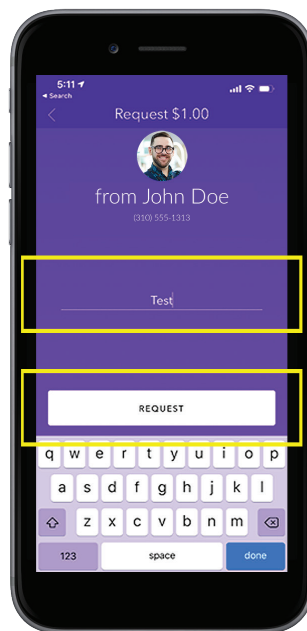 5:11
Search
Request $1.00
from John Doe
(310) 555-1313
Test
REQUEST
q w e r t y u i o p
a s d f g h j k l
z x c v b n m
123 space done